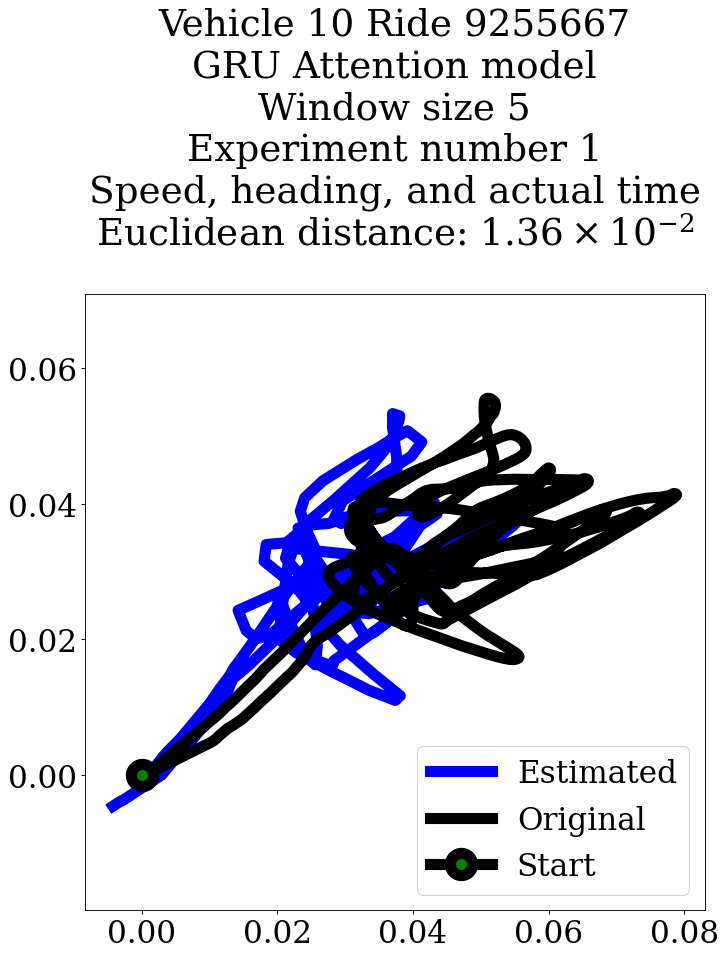 Vehicle 10 Ride 9255667
GRU Attention model
Window size 5
Experiment number 1
Speed, heading, and actual time
Euclidean distance: 1.36 × 10⁻²
0.06
0.04
0.02
0.00
Estimated
Original
Start
0.00 0.02 0.04 0.06 0.08